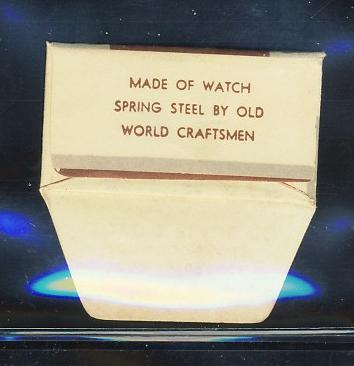 MADE OF WATCH
SPRING STEEL BY OLD
WORLD CRAFTSMEN